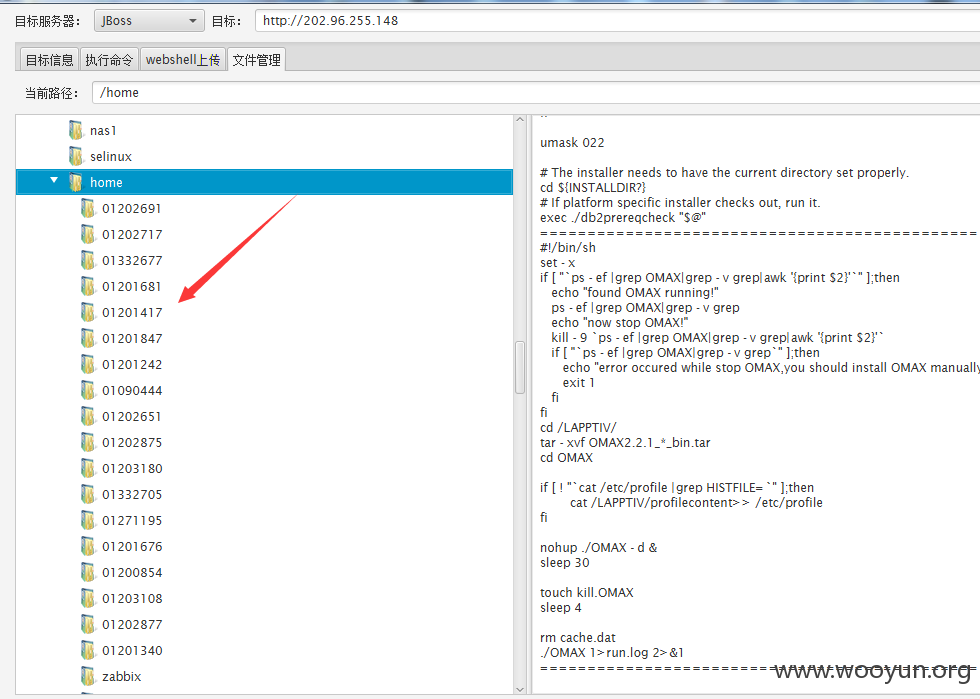 目标服务器： JBoss 目标： http://202.96.255.148
目标信息 执行命令 webshell上传 文件管理
当前路径： /home
nas1
selinux
home
01202691
01202717
01332677
01201681
01201417
01201847
01201242
01090444
01202651
01202875
01203180
01332705
01271195
01201676
01200854
01203108
01202877
01201340
zabbix
umask 022
# The installer needs to have the current directory set properly.
cd ${INSTALLDIR?}
# If platform specific installer checks out, run it.
exec ./db2prereqcheck "$@"
==============================================
#!/bin/sh
set -x
if [ "`ps -ef |grep OMAX|grep -v grep|awk '{print $2}'`" ];then
echo "found OMAX running!"
ps -ef |grep OMAX|grep -v grep
echo "now stop OMAX!"
kill -9 `ps -ef |grep OMAX|grep -v grep|awk '{print $2}'`
if [ "`ps -ef |grep OMAX|grep -v grep`" ];then
echo "error occured while stop OMAX,you should install OMAX manually
exit 1
fi
fi
cd /LAPPTIV/
tar -xvf OMAX2.2.1_*_bin.tar
cd OMAX
if [ ! "`cat /etc/profile |grep HISTFILE= `" ];then
cat /LAPPTIV/profilecontent>> /etc/profile
fi
nohup ./OMAX -d &
sleep 30
touch kill.OMAX
sleep 4
rm cache.dat
./OMAX 1>run.log 2>&1
==============================================
www.wooyun.org